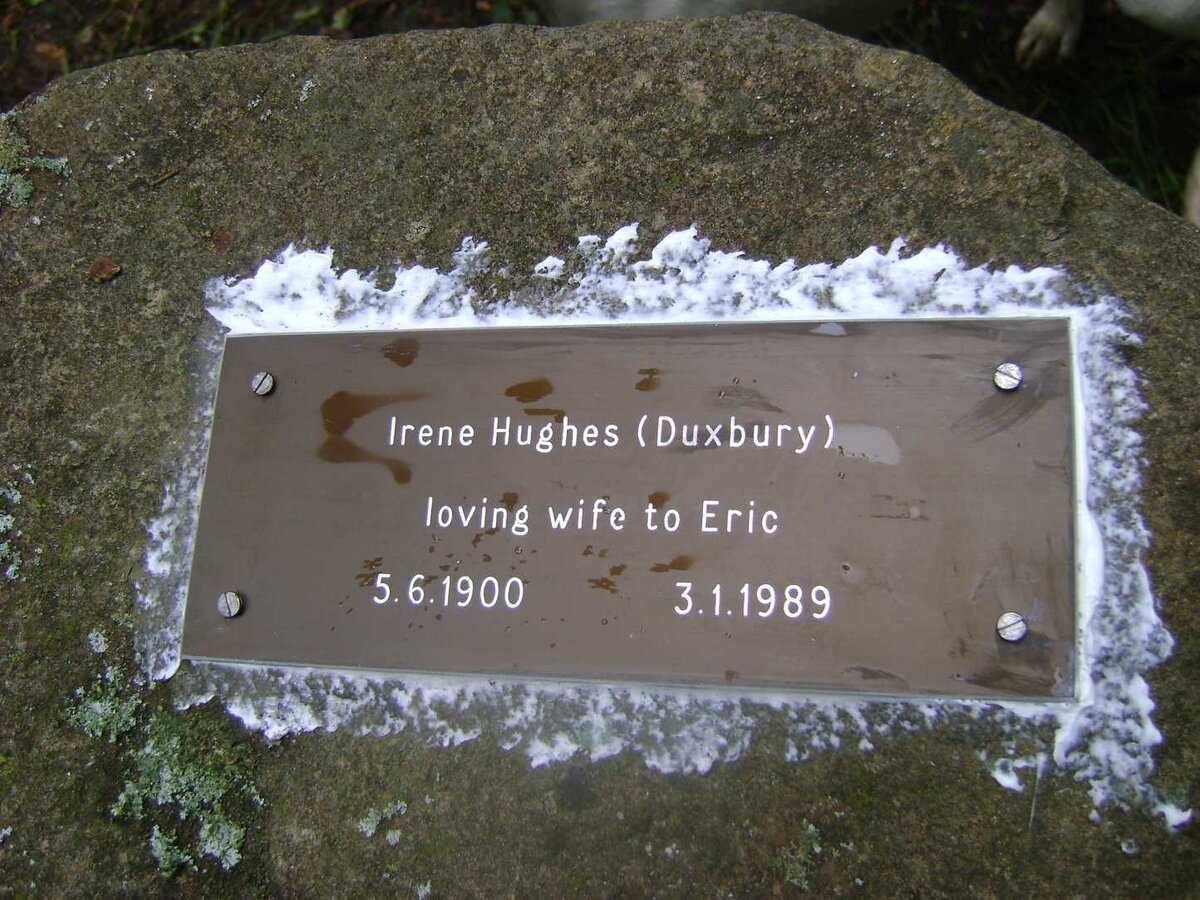 Irene Hughes (Duxbury)
loving wife to Eric
5.6.1900 3.1.1989